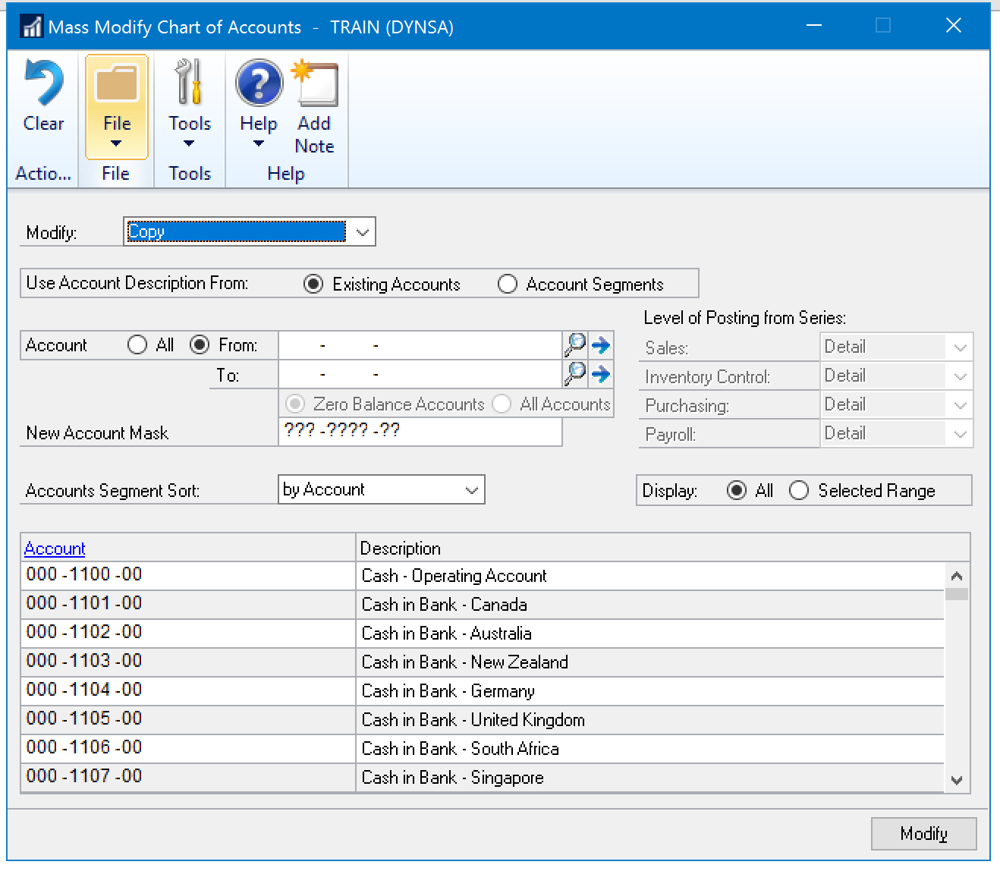 Mass Modify Chart of Accounts - TRAIN (DYNSA)
Clear File Tools Help Add Note
Actio... File Tools Help
Modify: Copy
Use Account Description From: Existing Accounts Account Segments
Level of Posting from Series:
Account All From: - -
To: - -
Zero Balance Accounts All Accounts
New Account Mask ??? -???? -??
Sales: Detail
Inventory Control: Detail
Purchasing: Detail
Payroll: Detail
Accounts Segment Sort: by Account
Display: All Selected Range
Account Description
000 -1100 -00 Cash - Operating Account
000 -1101 -00 Cash in Bank - Canada
000 -1102 -00 Cash in Bank - Australia
000 -1103 -00 Cash in Bank - New Zealand
000 -1104 -00 Cash in Bank - Germany
000 -1105 -00 Cash in Bank - United Kingdom
000 -1106 -00 Cash in Bank - South Africa
000 -1107 -00 Cash in Bank - Singapore
Modify